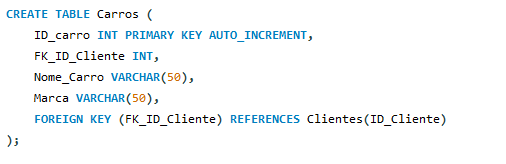 CREATE TABLE Carros (
    ID_carro INT PRIMARY KEY AUTO_INCREMENT,
    FK_ID_Cliente INT,
    Nome_Carro VARCHAR(50),
    Marca VARCHAR(50),
    FOREIGN KEY (FK_ID_Cliente) REFERENCES Clientes(ID_Cliente)
);